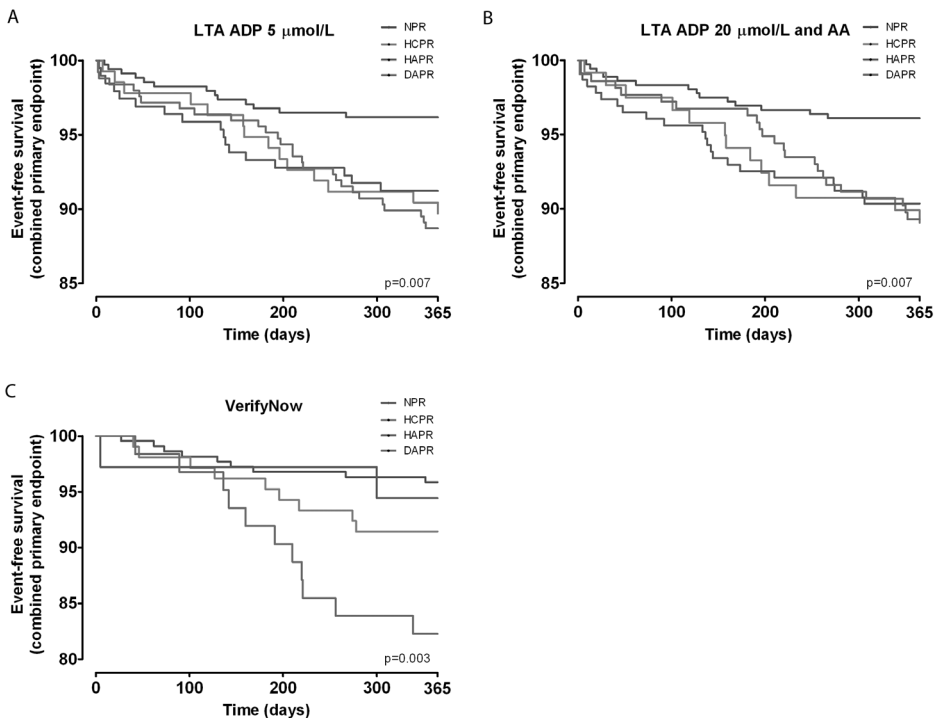 A
LTA ADP 5 μmol/L
NPR
HCPR
HAPR
DAPR
Event-free survival
(combined primary endpoint)
100
95
90
85
p=0.007
0 100 200 300 365
Time (days)
B
LTA ADP 20 μmol/L and AA
NPR
HCPR
HAPR
DAPR
Event-free survival
(combined primary endpoint)
100
95
90
85
p=0.007
0 100 200 300 365
Time (days)
C
VerifyNow
NPR
HCPR
HAPR
DAPR
Event-free survival
(combined primary endpoint)
100
95
90
85
80
p=0.003
0 100 200 300 365
Time (days)